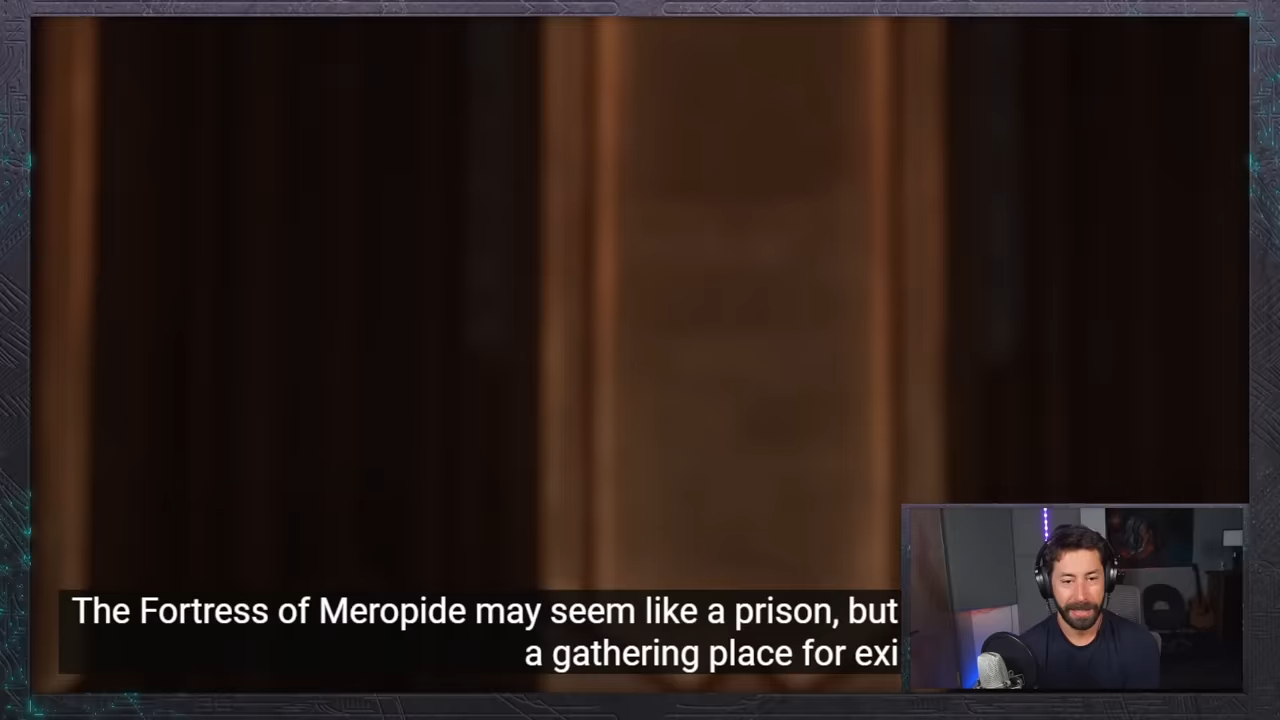 The Fortress of Meropide may seem like a prison, but
a gathering place for exi